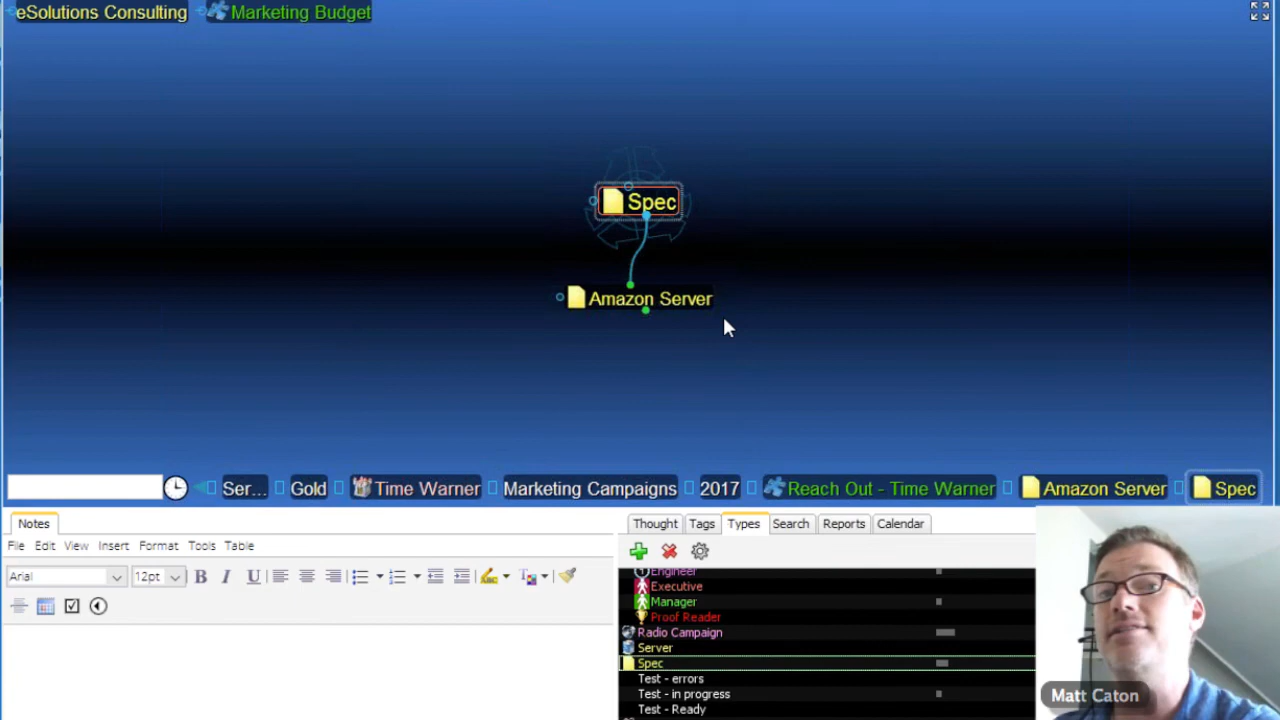 eSolutions Consulting Marketing Budget
Spec
Amazon Server
Ser... Gold Time Warner Marketing Campaigns 2017 Reach Out - Time Warner Amazon Server Spec
Notes
File Edit View Insert Format Tools Table
Arial 12pt B I U
Thought Tags Types Search Reports Calendar
Engineer
Executive
Manager
Proof Reader
Radio Campaign
Server
Spec
Test - errors
Test - in progress
Test - Ready
Matt Caton